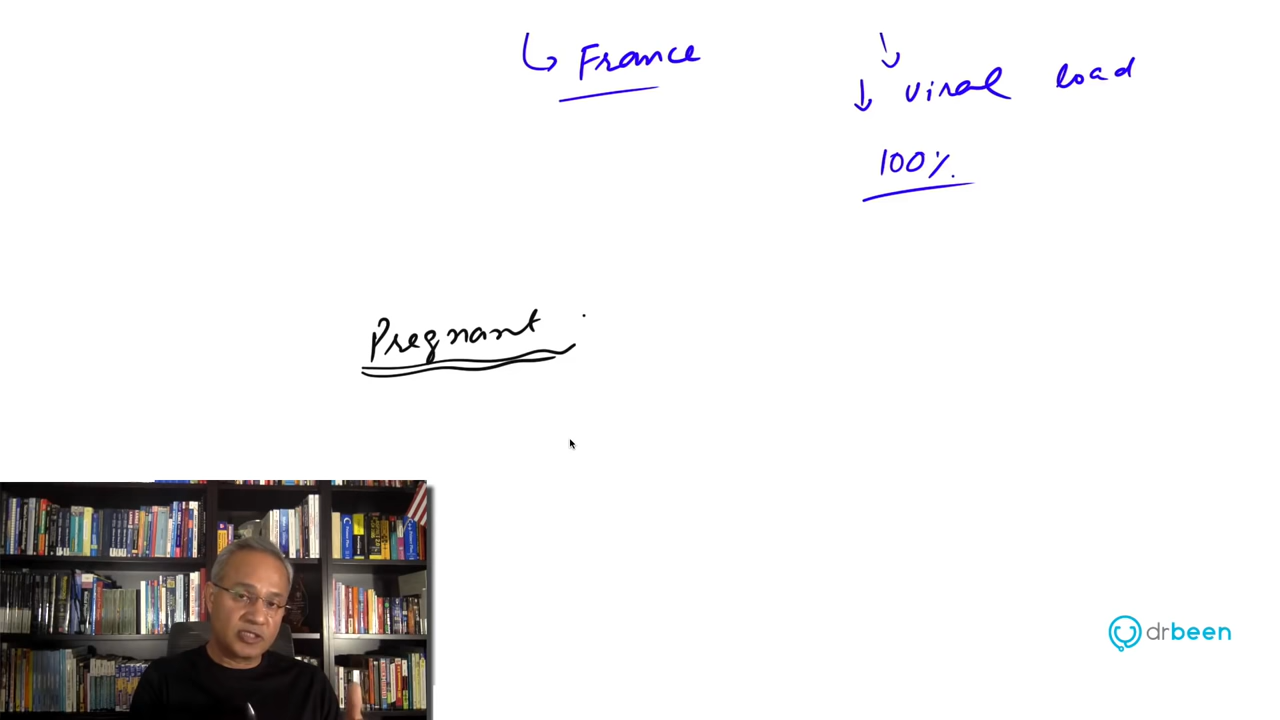 ↳ France
↓
↓ viral load
100%
Pregnant
drbeen